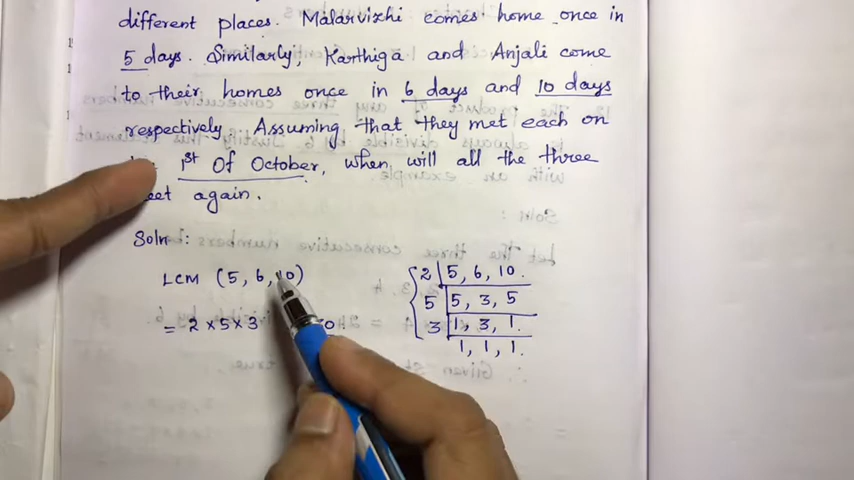 different places. Malarvizhi comes home once in
5 days. Similarly, Karthiga and Anjali come
to their homes once in 6 days and 10 days
respectively. Assuming that they met each on
1st Of October, when will all the three
again.
Soln:
LCM (5, 6, 10)
= 2 × 5 × 3
2 | 5, 6, 10.
5 | 5, 3, 5
3 | 1, 3, 1.
1, 1, 1.